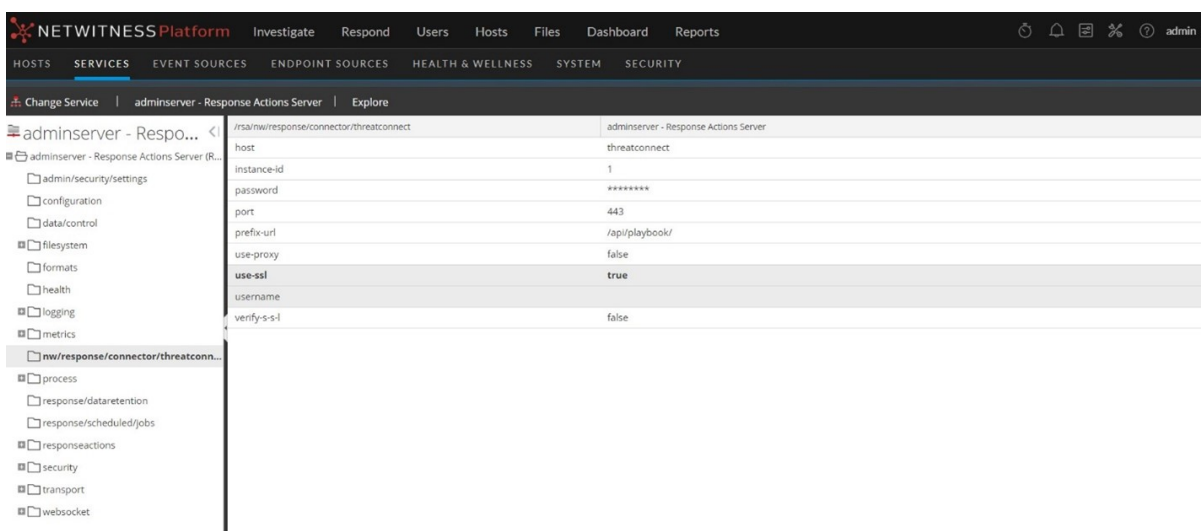 NETWITNESS Platform Investigate Respond Users Hosts Files Dashboard Reports admin
HOSTS SERVICES EVENT SOURCES ENDPOINT SOURCES HEALTH & WELLNESS SYSTEM SECURITY
Change Service | adminserver - Response Actions Server | Explore
adminserver - Respo...
adminserver - Response Actions Server (R...
admin/security/settings
configuration
data/control
filesystem
formats
health
logging
metrics
nw/response/connector/threatconn...
process
response/dataretention
response/scheduled/jobs
responseactions
security
transport
websocket
/rsa/nw/response/connector/threatconnect adminserver - Response Actions Server
host threatconnect
instance-id 1
password ********
port 443
prefix-url /api/playbook/
use-proxy false
use-ssl true
username
verify-s-s-l false